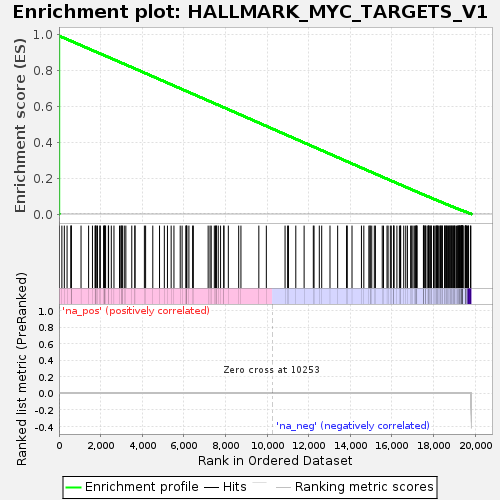 Enrichment plot: HALLMARK_MYC_TARGETS_V1
Enrichment score (ES)
1.0
0.8
0.6
0.4
0.2
0.0
Ranked list metric (PreRanked)
1.0
0.8
0.6
0.4
0.2
0.0
-0.2
-0.4
'na_pos' (positively correlated)
Zero cross at 10253
'na_neg' (negatively correlated)
0
2,000
4,000
6,000
8,000
10,000
12,000
14,000
16,000
18,000
20,000
Rank in Ordered Dataset
Enrichment profile
Hits
Ranking metric scores